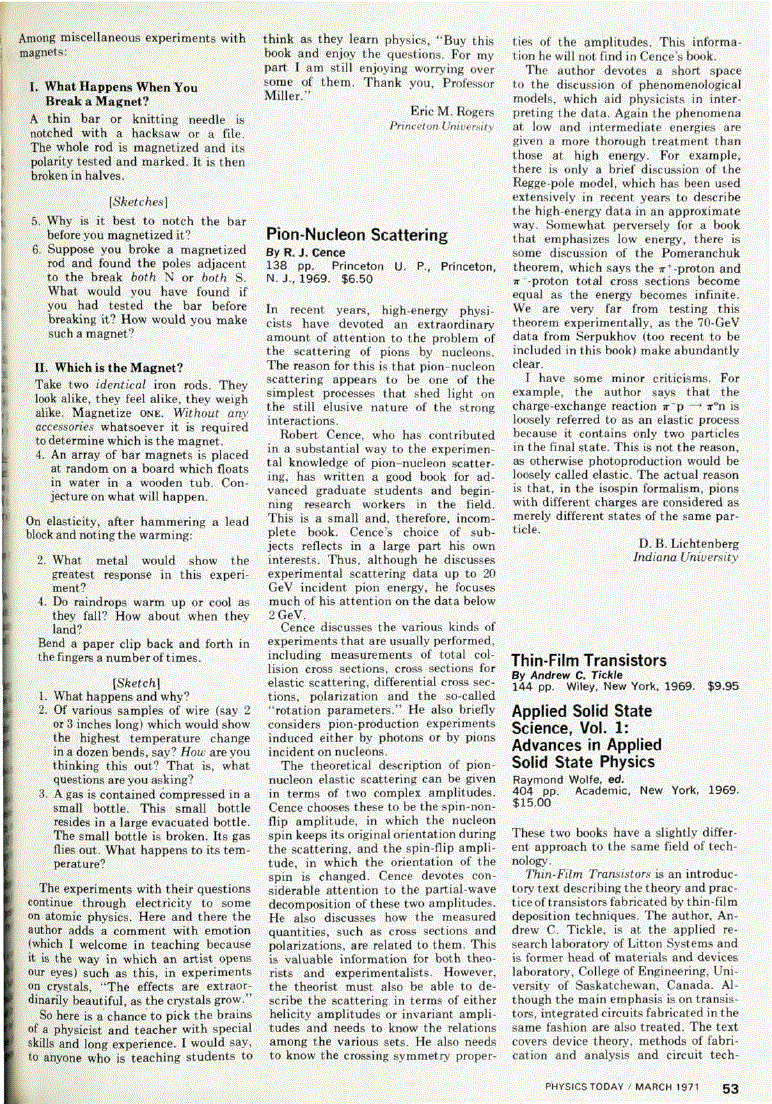 Among miscellaneous experiments with
magnets:
I. What Happens When You
Break a Magnet?
A thin bar or knitting needle is
notched with a hacksaw or a file.
The whole rod is magnetized and its
polarity tested and marked. It is then
broken in halves.
[Sketches]
5. Why is it best to notch the bar
before you magnetized it?
6. Suppose you broke a magnetized
rod and found the poles adjacent
to the break both N or both S.
What would you have found if
you had tested the bar before
breaking it? How would you make
such a magnet?
II. Which is the Magnet?
Take two identical iron rods. They
look alike, they feel alike, they weigh
alike. Magnetize ONE. Without any
accessories whatsoever it is required
to determine which is the magnet.
4. An array of bar magnets is placed
at random on a board which floats
in water in a wooden tub. Con-
jecture on what will happen.
On elasticity, after hammering a lead
block and noting the warming:
2. What metal would show the
greatest response in this experi-
ment?
4. Do raindrops warm up or cool as
they fall? How about when they
land?
Bend a paper clip back and forth in
the fingers a number of times.
[Sketch]
1. What happens and why?
2. Of various samples of wire (say 2
or 3 inches long) which would show
the highest temperature change
in a dozen bends, say? How are you
thinking this out? That is, what
questions are you asking?
3. A gas is contained compressed in a
small bottle. This small bottle
resides in a large evacuated bottle.
The small bottle is broken. Its gas
flies out. What happens to its tem-
perature?
The experiments with their questions
continue through electricity to some
on atomic physics. Here and there the
author adds a comment with emotion
(which I welcome in teaching because
it is the way in which an artist opens
our eyes) such as this, in experiments
on crystals, "The effects are extraor-
dinarily beautiful, as the crystals grow."
So here is a chance to pick the brains
of a physicist and teacher with special
skills and long experience. I would say,
to anyone who is teaching students to
think as they learn physics, "Buy this
book and enjoy the questions. For my
part I am still enjoying worrying over
some of them. Thank you, Professor
Miller."
Eric M. Rogers
Princeton University
Pion-Nucleon Scattering
By R. J. Cence
138 pp. Princeton U. P., Princeton,
N. J., 1969. $6.50
In recent years, high-energy physi-
cists have devoted an extraordinary
amount of attention to the problem of
the scattering of pions by nucleons.
The reason for this is that pion-nucleon
scattering appears to be one of the
simplest processes that shed light on
the still elusive nature of the strong
interactions.
Robert Cence, who has contributed
in a substantial way to the experimen-
tal knowledge of pion-nucleon scatter-
ing, has written a good book for ad-
vanced graduate students and begin-
ning research workers in the field.
This is a small and, therefore, incom-
plete book. Cence's choice of sub-
jects reflects in a large part his own
interests. Thus, although he discusses
experimental scattering data up to 20
GeV incident pion energy, he focuses
much of his attention on the data below
2 GeV.
Cence discusses the various kinds of
experiments that are usually performed,
including measurements of total col-
lision cross sections, cross sections for
elastic scattering, differential cross sec-
tions, polarization and the so-called
"rotation parameters." He also briefly
considers pion-production experiments
induced either by photons or by pions
incident on nucleons.
The theoretical description of pion-
nucleon elastic scattering can be given
in terms of two complex amplitudes.
Cence chooses these to be the spin-non-
flip amplitude, in which the nucleon
spin keeps its original orientation during
the scattering, and the spin-flip ampli-
tude, in which the orientation of the
spin is changed. Cence devotes con-
siderable attention to the partial-wave
decomposition of these two amplitudes.
He also discusses how the measured
quantities, such as cross sections and
polarizations, are related to them. This
is valuable information for both theo-
rists and experimentalists. However,
the theorist must also be able to de-
scribe the scattering in terms of either
helicity amplitudes or invariant ampli-
tudes and needs to know the relations
among the various sets. He also needs
to know the crossing symmetry proper-
ties of the amplitudes. This informa-
tion he will not find in Cence's book.
The author devotes a short space
to the discussion of phenomenological
models, which aid physicists in inter-
preting the data. Again the phenomena
at low and intermediate energies are
given a more thorough treatment than
those at high energy. For example,
there is only a brief discussion of the
Regge-pole model, which has been used
extensively in recent years to describe
the high-energy data in an approximate
way. Somewhat perversely for a book
that emphasizes low energy, there is
some discussion of the Pomeranchuk
theorem, which says the π⁺-proton and
π⁻-proton total cross sections become
equal as the energy becomes infinite.
We are very far from testing this
theorem experimentally, as the 70-GeV
data from Serpukhov (too recent to be
included in this book) make abundantly
clear.
I have some minor criticisms. For
example, the author says that the
charge-exchange reaction π⁻p → π⁰n is
loosely referred to as an elastic process
because it contains only two particles
in the final state. This is not the reason,
as otherwise photoproduction would be
loosely called elastic. The actual reason
is that, in the isospin formalism, pions
with different charges are considered as
merely different states of the same par-
ticle.
D. B. Lichtenberg
Indiana University
Thin-Film Transistors
By Andrew C. Tickle
144 pp. Wiley, New York, 1969. $9.95
Applied Solid State
Science, Vol. 1:
Advances in Applied
Solid State Physics
Raymond Wolfe, ed.
404 pp. Academic, New York, 1969.
$15.00
These two books have a slightly differ-
ent approach to the same field of tech-
nology.
Thin-Film Transistors is an introduc-
tory text describing the theory and prac-
tice of transistors fabricated by thin-film
deposition techniques. The author, An-
drew C. Tickle, is at the applied re-
search laboratory of Litton Systems and
is former head of materials and devices
laboratory, College of Engineering, Uni-
versity of Saskatchewan, Canada. Al-
though the main emphasis is on transis-
tors, integrated circuits fabricated in the
same fashion are also treated. The text
covers device theory, methods of fabri-
cation and analysis and circuit tech-
PHYSICS TODAY / MARCH 1971 53